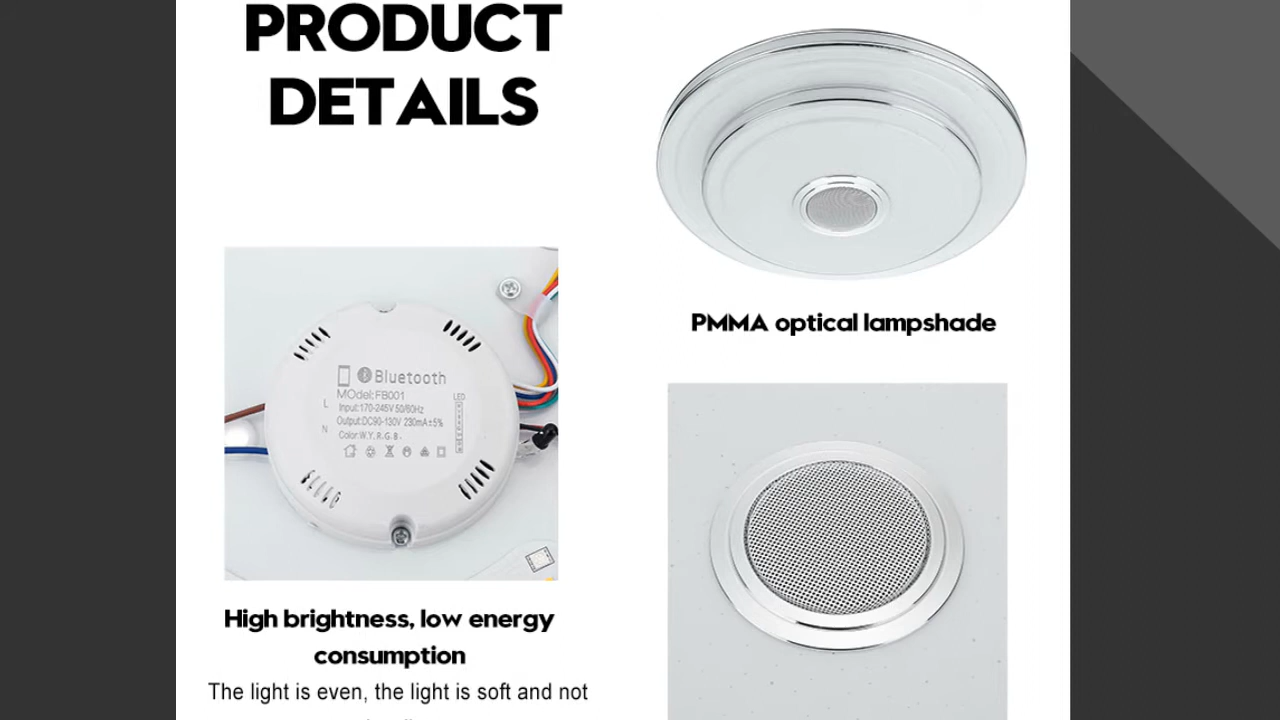 PRODUCT
DETAILS
PMMA optical lampshade
Bluetooth
MOdel:FB001
Input:170-245V 50/60Hz
Output:DC90-130V 230mA±5%
Color:W.Y.R.G.B
L
N
LED
High brightness, low energy
consumption
The light is even, the light is soft and not